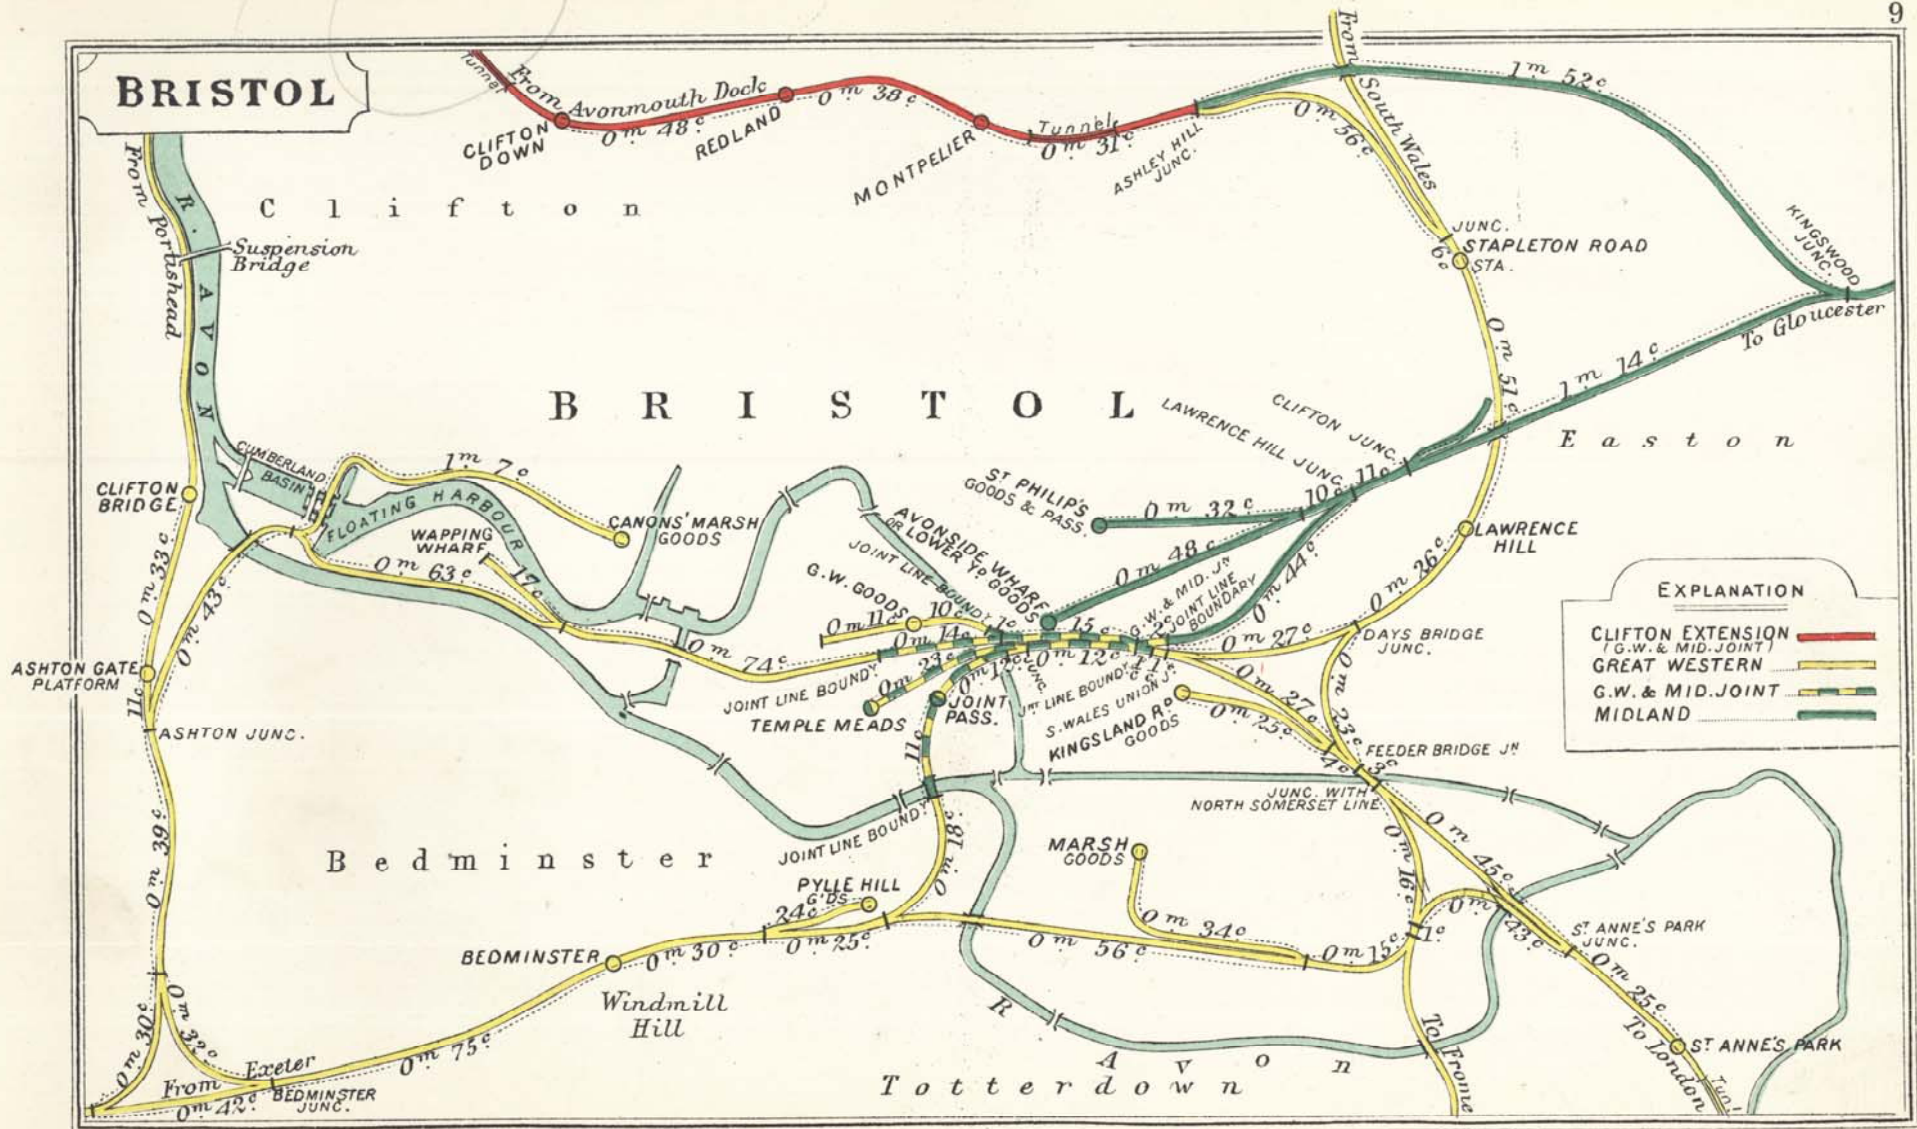 9
BRISTOL
Tunnel
From Avonmouth Dock
CLIFTON
DOWN
0m 48c
REDLAND
0m 38c
MONTPELIER
Tunnel
0m 31c
ASHLEY HILL
JUNC.
From South Wales
0m 56c
1m 52c
KINGSWOOD
JUNC.
To Gloucester
1m 14c
JUNC.
STAPLETON ROAD
STA.
6c
0m 51c
Easton
From Portishead
R. AVON
Suspension
Bridge
Clifton
BRISTOL
CLIFTON JUNC.
LAWRENCE HILL JUNC.
11c
10c
ST PHILIP'S
GOODS & PASS.
0m 32c
0m 48c
0m 44c
LAWRENCE
HILL
0m 26c
CUMBERLAND
BASIN
FLOATING HARBOUR
1m 7c
CANONS' MARSH
GOODS
WAPPING
WHARF
17c
0m 63c
CLIFTON
BRIDGE
0m 33c
0m 43c
ASHTON GATE
PLATFORM
11c
ASHTON JUNC.
0m 39c
0m 30c
0m 32c
From Exeter
0m 42c
BEDMINSTER
JUNC.
0m 75c
AVONSIDE WHARF
OR LOWER YD GOODS
JOINT LINE BOUNDY
G.W. GOODS
0m 11c
10c
1c
15c
2c
G.W. & MID. JN
JOINT LINE
BOUNDARY
0m 14c
0m 74c
JOINT LINE BOUNDY
0m 23c
0m 12c
JUNC.
0m 12c
11c
JNT LINE BOUNDY
S. WALES UNION JN
TEMPLE MEADS
JOINT
PASS.
11c
JOINT LINE BOUNDY
0m 18c
KINGSLAND RD
GOODS
0m 25c
0m 27c
0m 27c
DAYS BRIDGE
JUNC.
0m 23c
FEEDER BRIDGE JN
4c
3c
JUNC. WITH
NORTH SOMERSET LINE
0m 45c
0m 16c
EXPLANATION
CLIFTON EXTENSION
(G.W. & MID. JOINT)
GREAT WESTERN
G.W. & MID. JOINT
MIDLAND
Bedminster
PYLLE HILL
G'DS
24c
0m 25c
BEDMINSTER
0m 30c
Windmill
Hill
MARSH
GOODS
0m 34c
0m 56c
0m 15c
1c
0m 43c
ST ANNE'S PARK
JUNC.
0m 25c
ST ANNE'S PARK
To London
Tunl
To Frome
R Avon
Totterdown